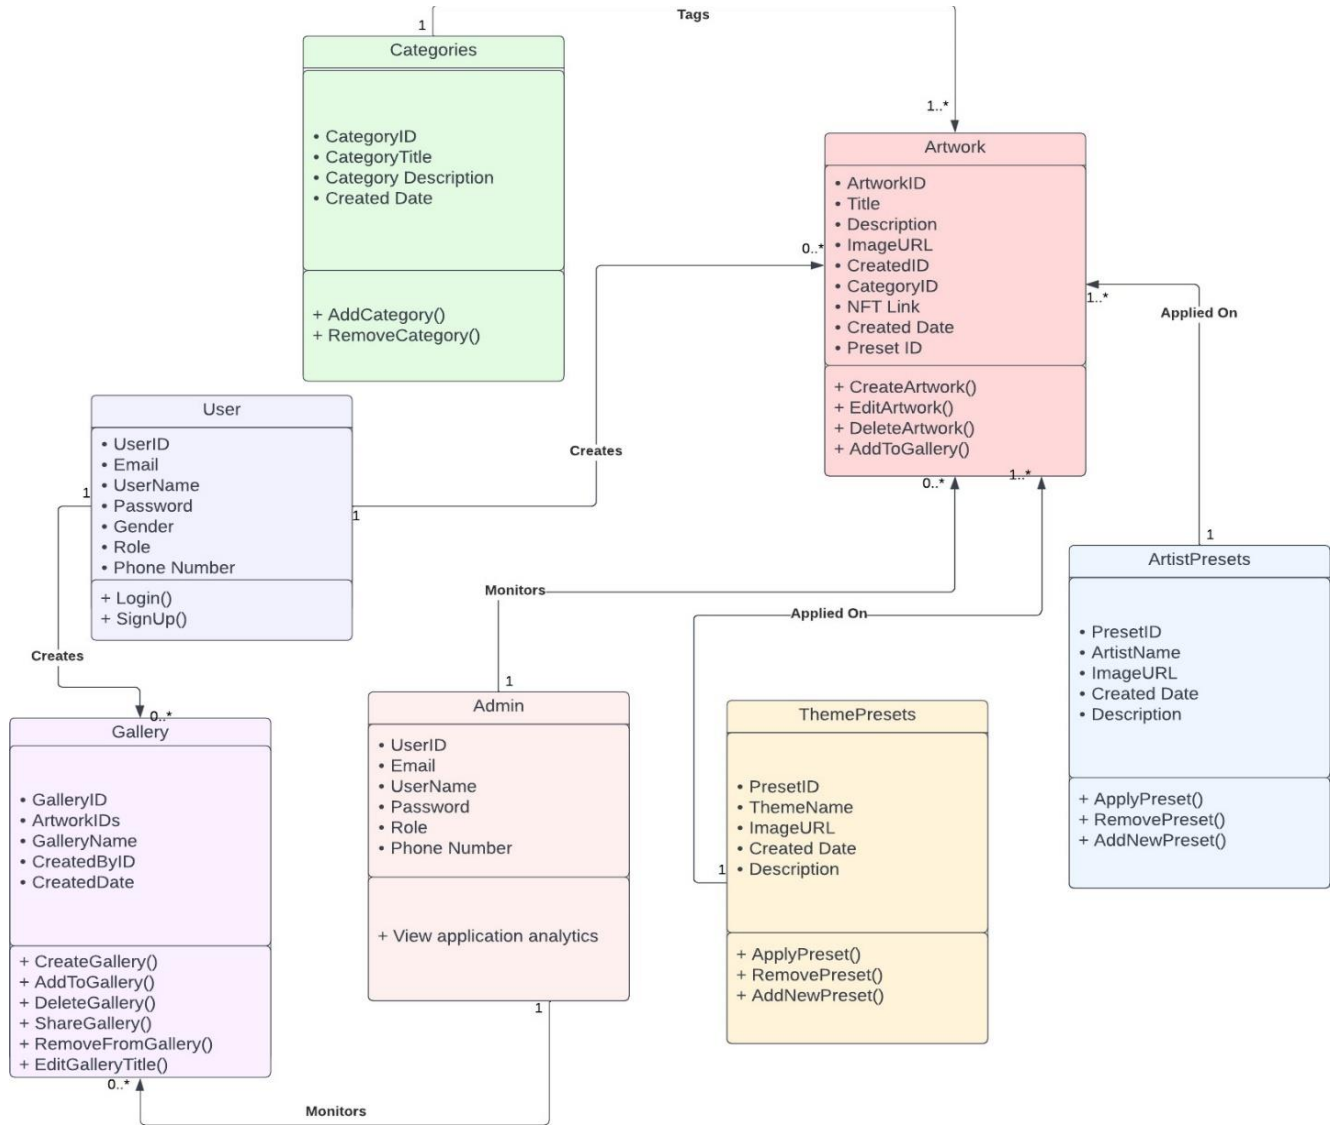 Tags
1
Categories
• CategoryID
• CategoryTitle
• Category Description
• Created Date
+ AddCategory()
+ RemoveCategory()
1..*
Artwork
• ArtworkID
• Title
• Description
• ImageURL
• CreatedID
• CategoryID
• NFT Link
• Created Date
• Preset ID
+ CreateArtwork()
+ EditArtwork()
+ DeleteArtwork()
+ AddToGallery()
0..*
1..*
Applied On
1
User
• UserID
• Email
• UserName
• Password
• Gender
• Role
• Phone Number
+ Login()
+ SignUp()
1
1
Creates
0..*
1..*
Creates
0..*
Monitors
1
Applied On
1
ArtistPresets
• PresetID
• ArtistName
• ImageURL
• Created Date
• Description
+ ApplyPreset()
+ RemovePreset()
+ AddNewPreset()
Gallery
• GalleryID
• ArtworkIDs
• GalleryName
• CreatedByID
• CreatedDate
+ CreateGallery()
+ AddToGallery()
+ DeleteGallery()
+ ShareGallery()
+ RemoveFromGallery()
+ EditGalleryTitle()
Admin
• UserID
• Email
• UserName
• Password
• Role
• Phone Number
+ View application analytics
ThemePresets
• PresetID
• ThemeName
• ImageURL
• Created Date
• Description
+ ApplyPreset()
+ RemovePreset()
+ AddNewPreset()
1
0..*
Monitors